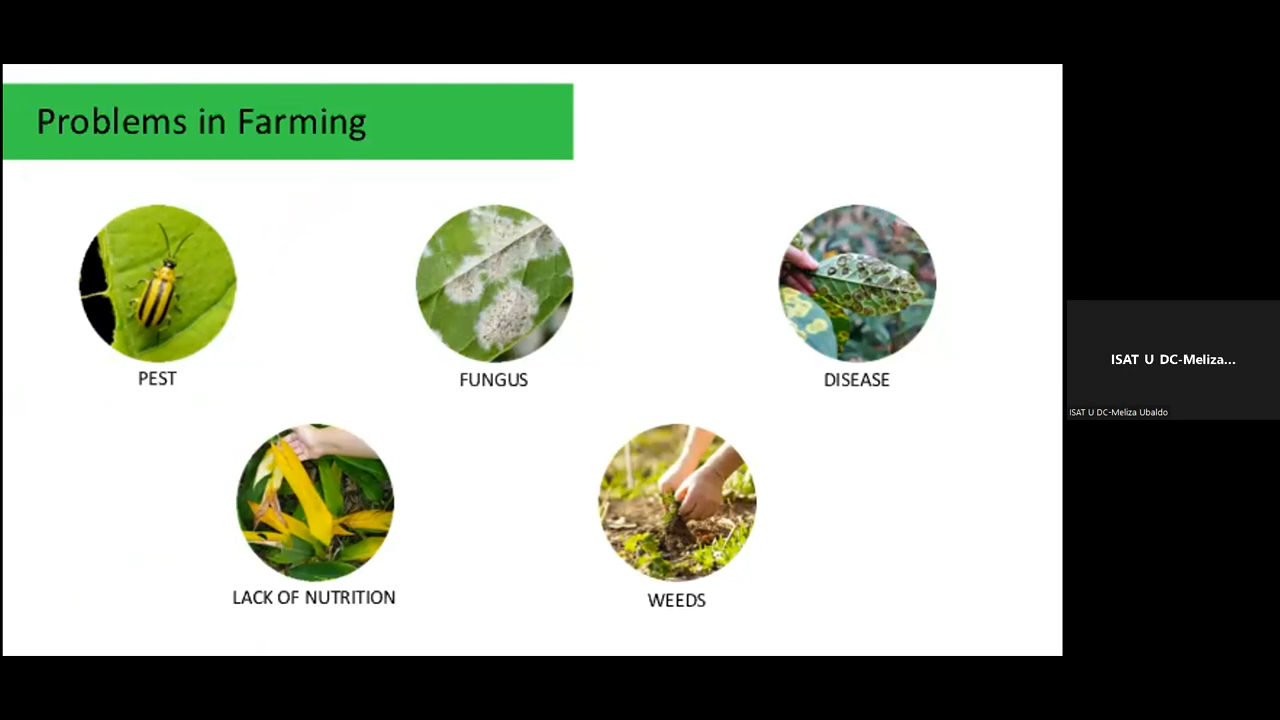 Problems in Farming
PEST
FUNGUS
DISEASE
LACK OF NUTRITION
WEEDS
ISAT U DC-Meliza...
ISAT U DC-Meliza Ubaldo